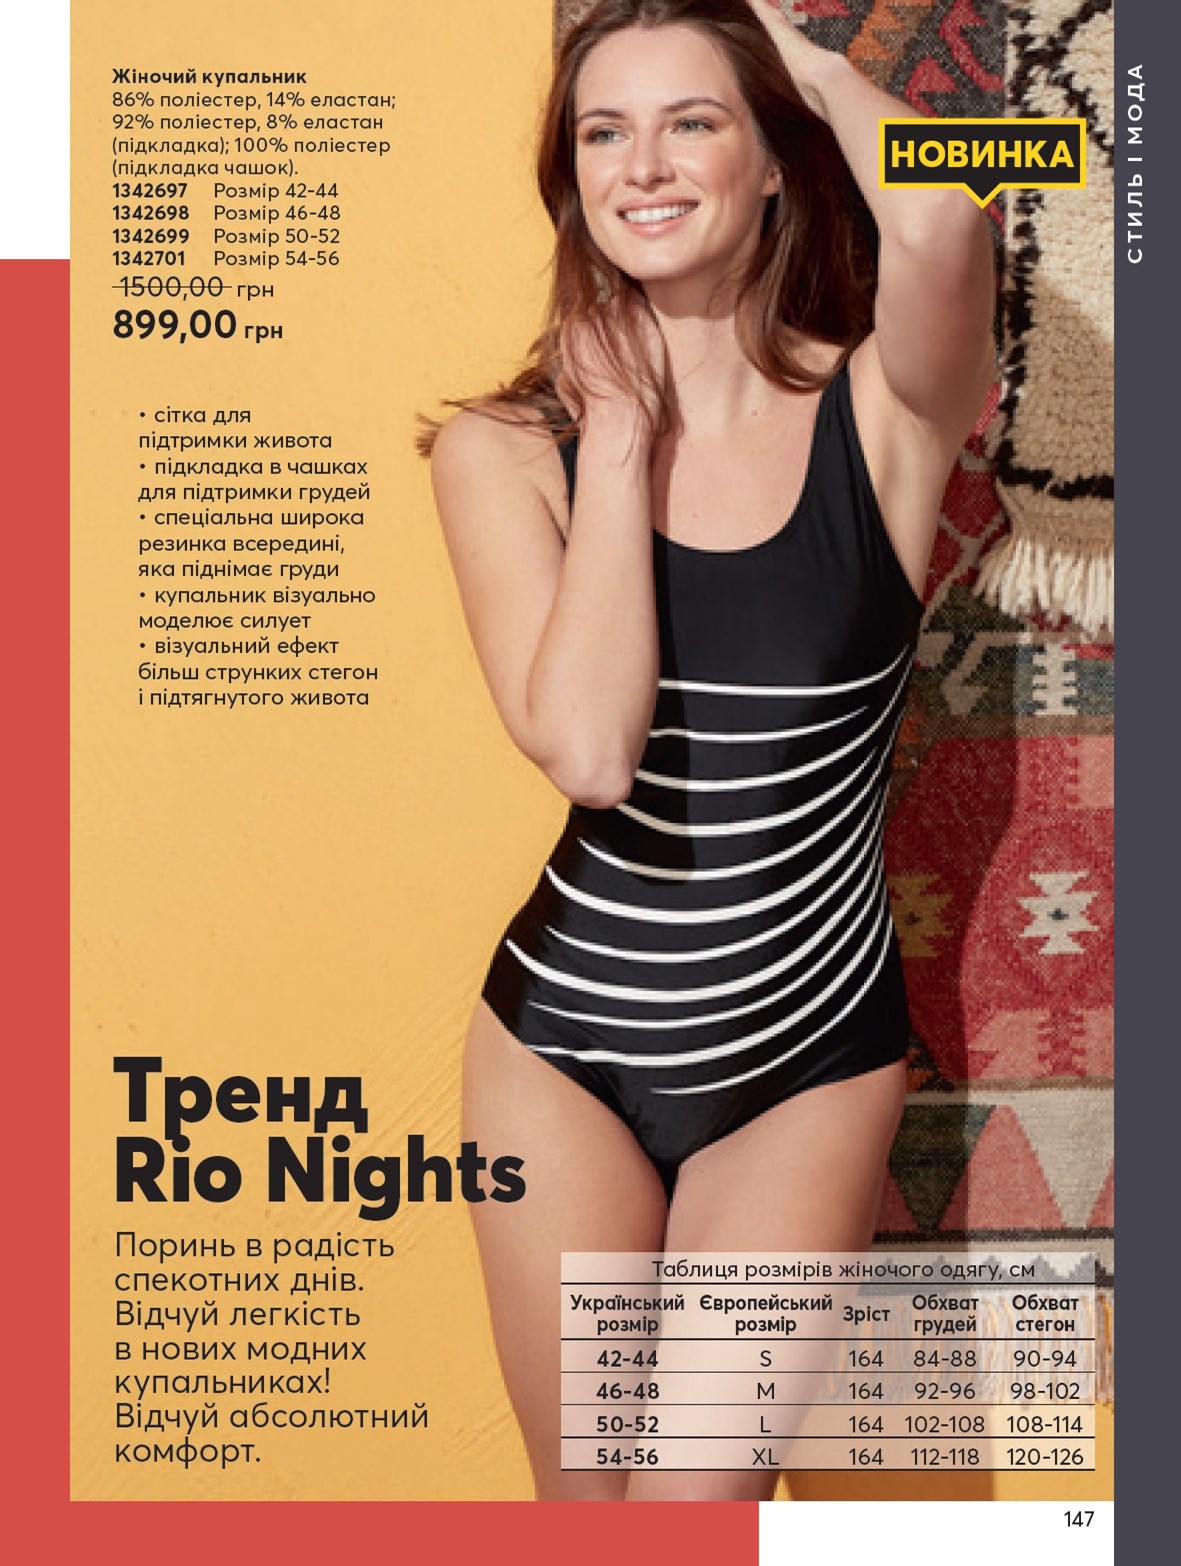 Жіночий купальник
86% поліестер, 14% еластан;
92% поліестер, 8% еластан
(підкладка); 100% поліестер
(підкладка чашок).
1342697 Розмір 42-44
1342698 Розмір 46-48
1342699 Розмір 50-52
1342701 Розмір 54-56
1500,00 грн
899,00 грн
• сітка для
підтримки живота
• підкладка в чашках
для підтримки грудей
• спеціальна широка
резинка всередині,
яка піднімає груди
• купальник візуально
моделює силует
• візуальний ефект
більш струнких стегон
і підтягнутого живота
НОВИНКА
СТИЛЬ І МОДА
Тренд
Rio Nights
Поринь в радість
спекотних днів.
Відчуй легкість
в нових модних
купальниках!
Відчуй абсолютний
комфорт.
Таблиця розмірів жіночого одягу, см
Український Європейський Зріст Обхват Обхват
розмір розмір грудей стегон
42-44 S 164 84-88 90-94
46-48 M 164 92-96 98-102
50-52 L 164 102-108 108-114
54-56 XL 164 112-118 120-126
147